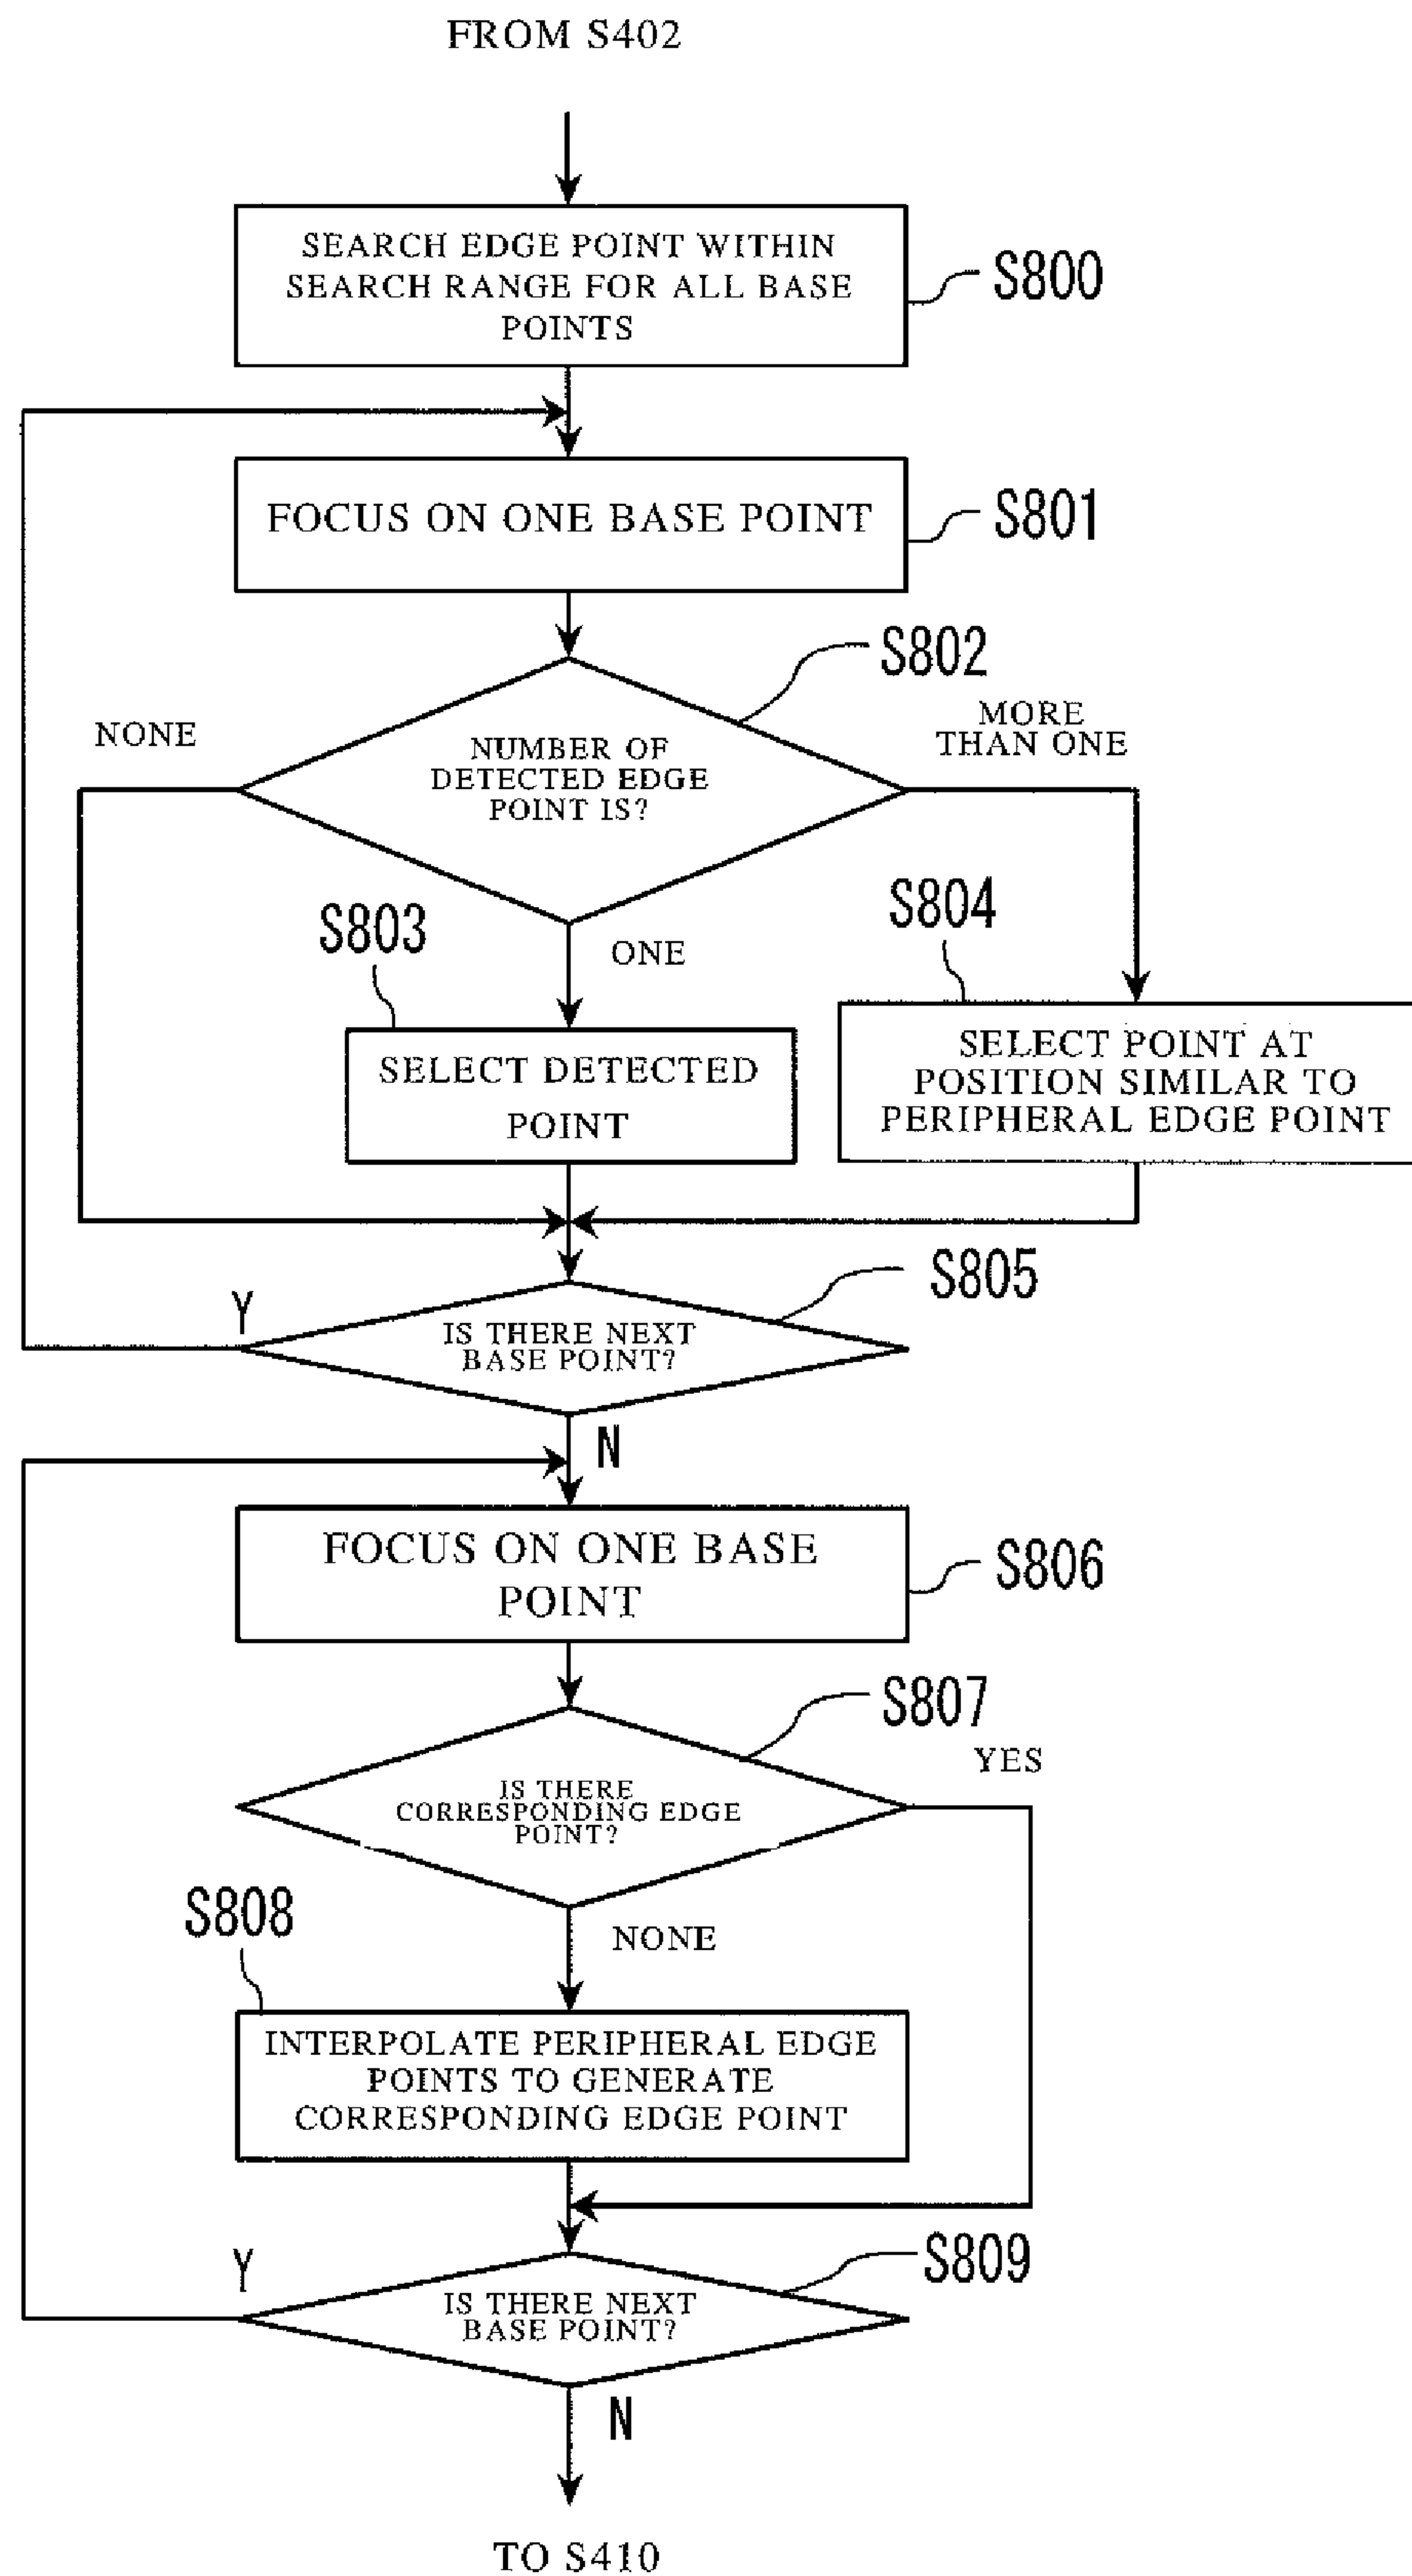 FROM S402
SEARCH EDGE POINT WITHIN
SEARCH RANGE FOR ALL BASE
POINTS
S800
FOCUS ON ONE BASE POINT
S801
S802
NONE
MORE
THAN ONE
NUMBER OF
DETECTED EDGE
POINT IS?
S803
ONE
S804
SELECT DETECTED
POINT
SELECT POINT AT
POSITION SIMILAR TO
PERIPHERAL EDGE POINT
S805
Y
IS THERE NEXT
BASE POINT?
N
FOCUS ON ONE BASE
POINT
S806
S807
YES
IS THERE
CORRESPONDING EDGE
POINT?
S808
NONE
INTERPOLATE PERIPHERAL EDGE
POINTS TO GENERATE
CORRESPONDING EDGE POINT
S809
Y
IS THERE NEXT
BASE POINT?
N
TO S410